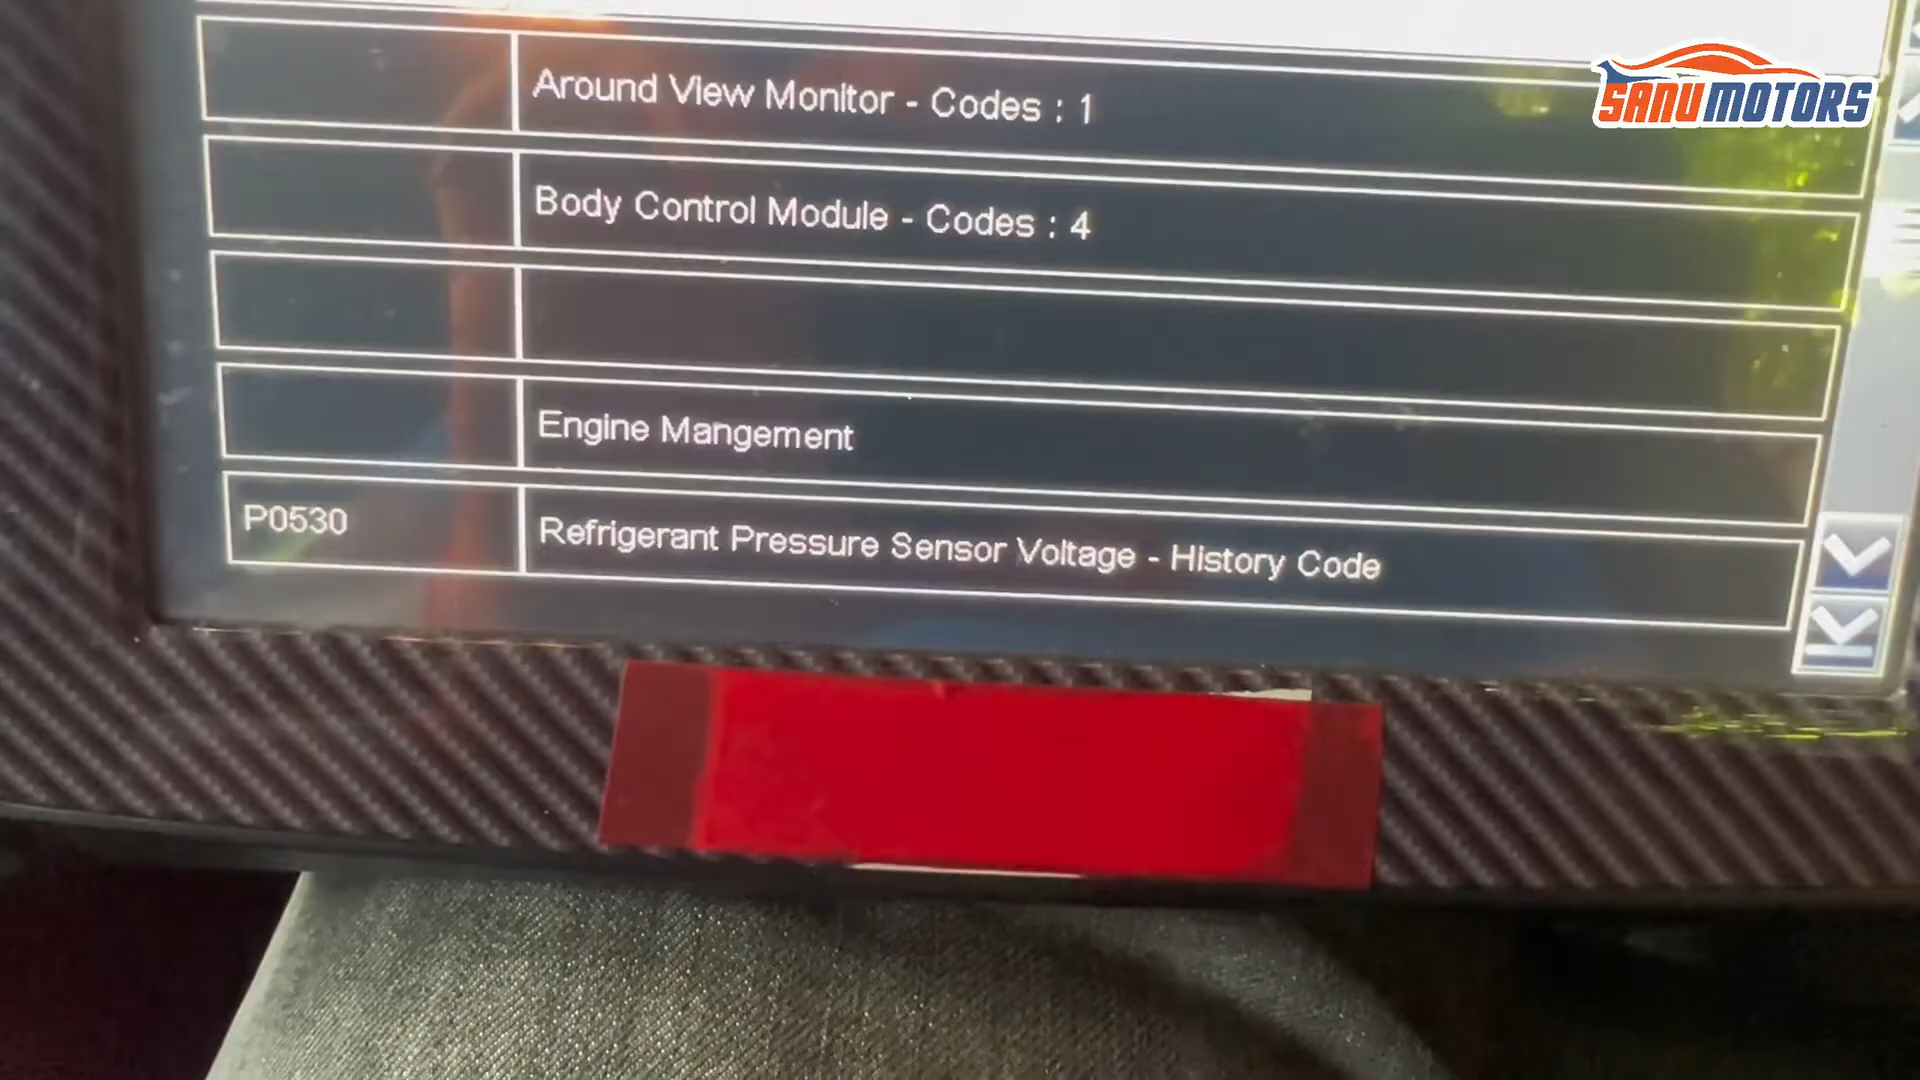 SANU MOTORS
Around View Monitor - Codes : 1
Body Control Module - Codes : 4
Engine Mangement
P0530 Refrigerant Pressure Sensor Voltage - History Code